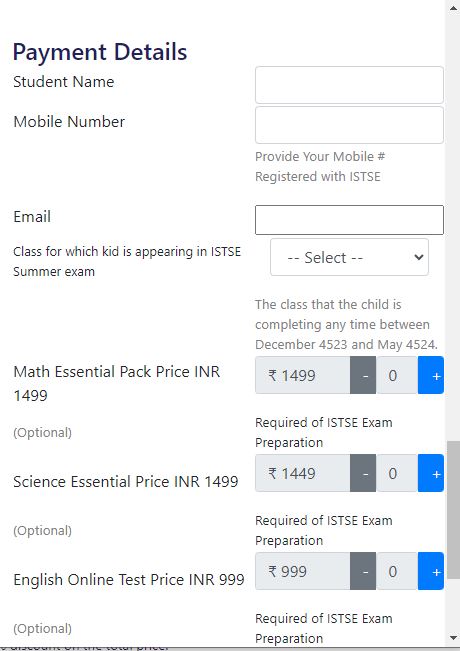 Payment Details
Student Name
Mobile Number
Provide Your Mobile #
Registered with ISTSE
Email
Class for which kid is appearing in ISTSE
Summer exam
-- Select --
The class that the child is
completing any time between
December 4523 and May 4524.
Math Essential Pack Price INR
1499
₹ 1499 - 0 +
(Optional)
Required of ISTSE Exam
Preparation
Science Essential Price INR 1499
₹ 1449 - 0 +
(Optional)
Required of ISTSE Exam
Preparation
English Online Test Price INR 999
₹ 999 - 0 +
(Optional)
Required of ISTSE Exam
Preparation
discount on the total price.